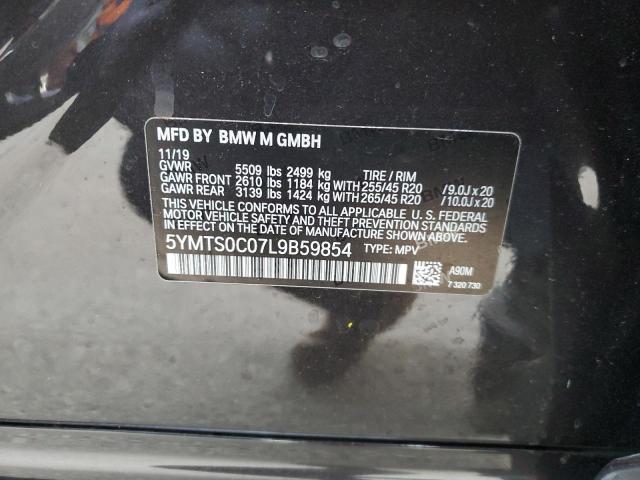 MFD BY BMW M GMBH
11/19
GVWR 5509 lbs 2499 kg TIRE / RIM
GAWR FRONT 2610 lbs 1184 kg WITH 255/45 R20 /9.0J x 20
GAWR REAR 3139 lbs 1424 kg WITH 265/45 R20 /10.0J x 20
THIS VEHICLE CONFORMS TO ALL APPLICABLE U. S. FEDERAL
MOTOR VEHICLE SAFETY STANDARDS
IN EFFECT ON THE DATE OF MANUFACTURE SHOWN ABOVE.
5YMTS0C07L9B59854 TYPE: MPV
A90M
7 320 730